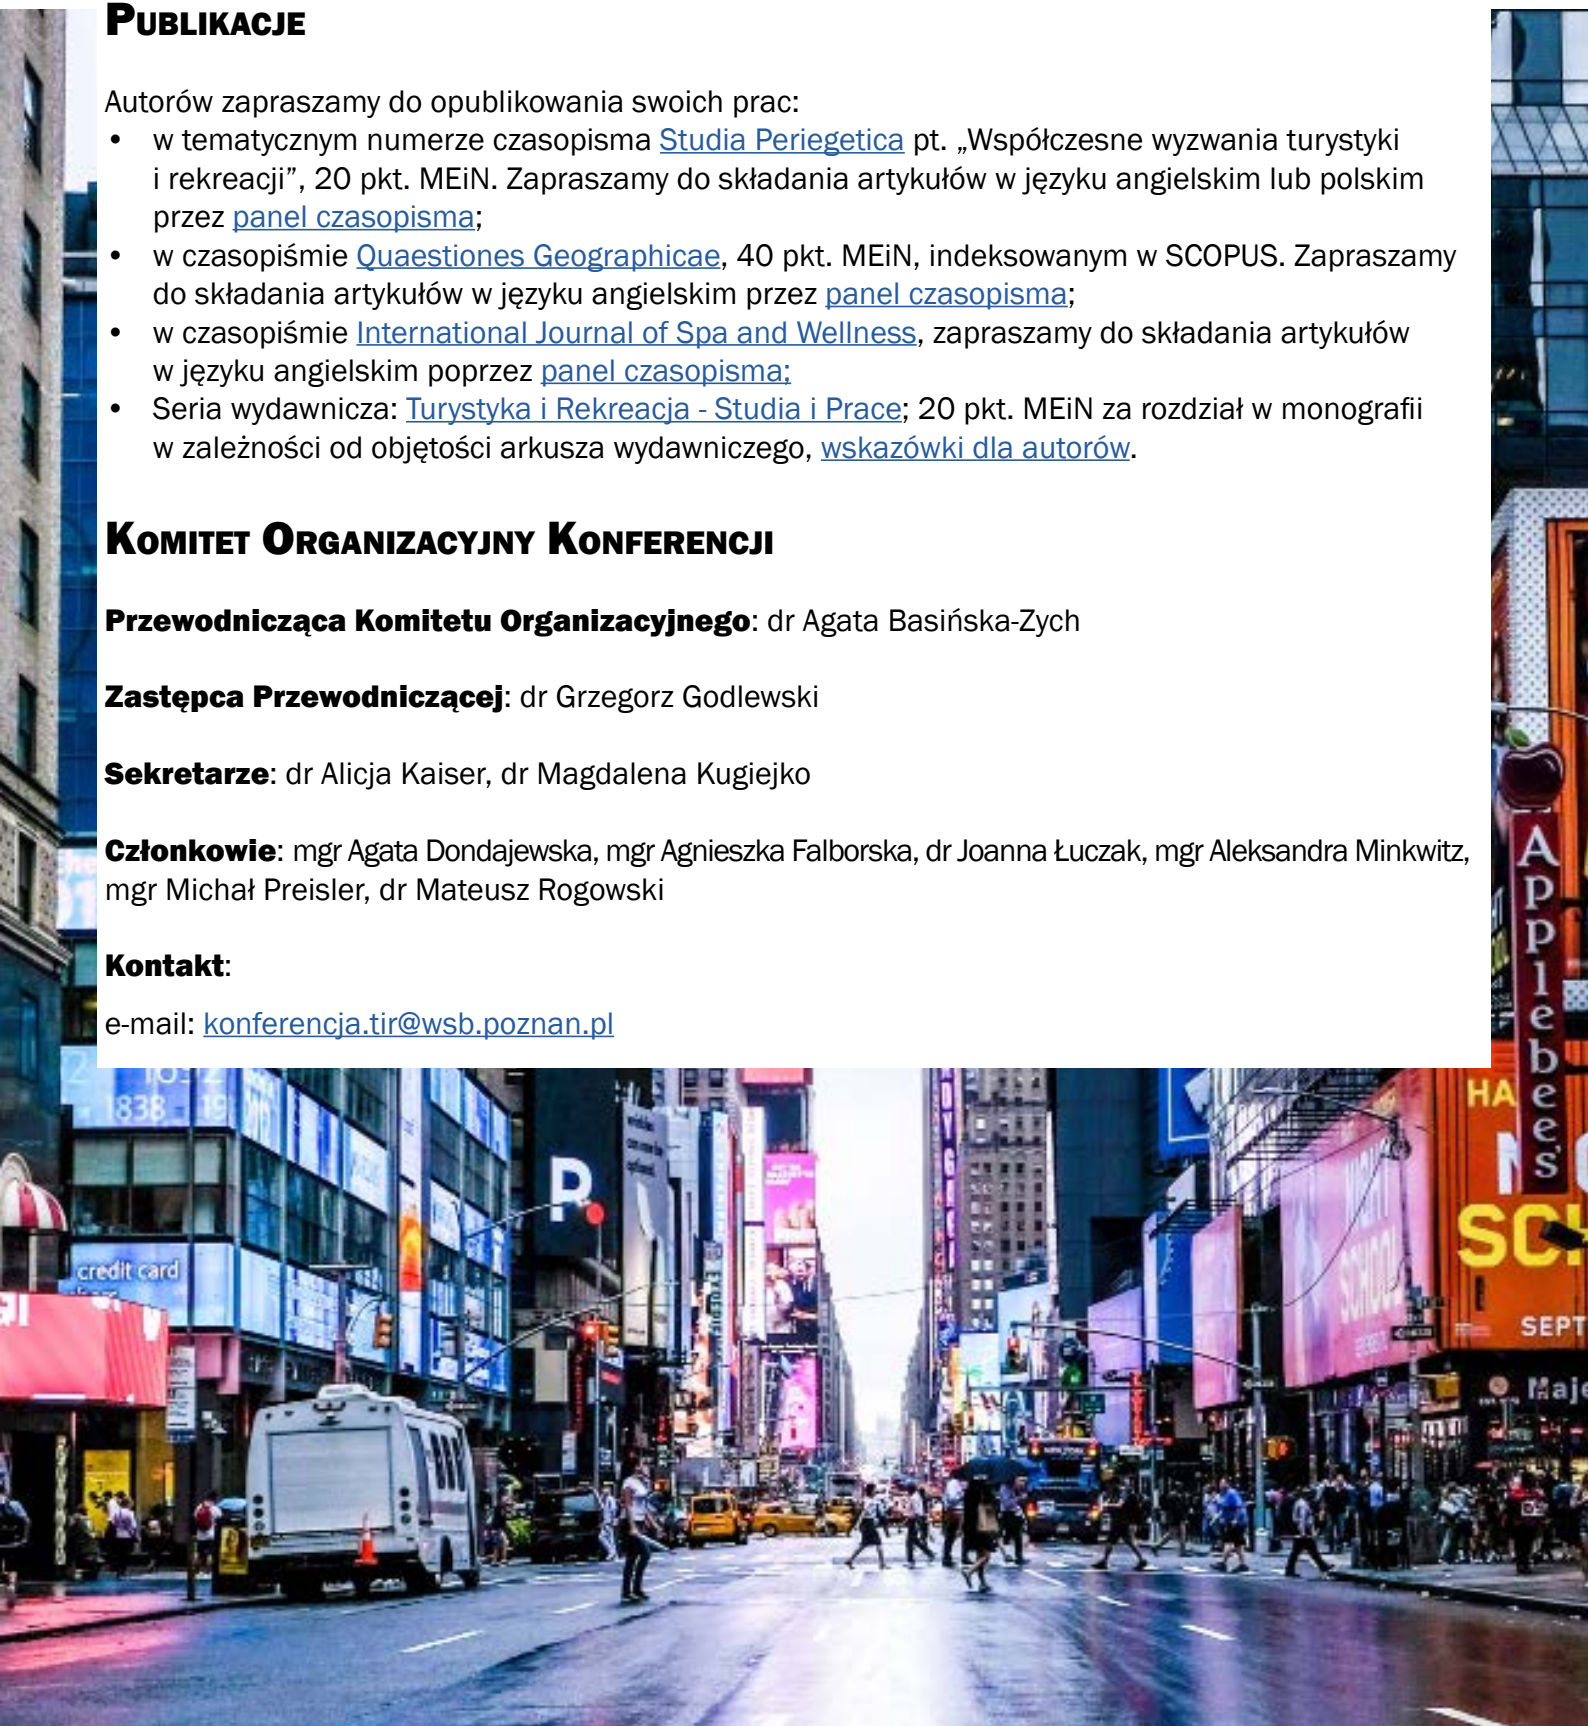 PUBLIKACJE
Autorów zapraszamy do opublikowania swoich prac:
• w tematycznym numerze czasopisma Studia Periegetica pt. „Współczesne wyzwania turystyki
i rekreacji”, 20 pkt. MEiN. Zapraszamy do składania artykułów w języku angielskim lub polskim
przez panel czasopisma;
• w czasopiśmie Quaestiones Geographicae, 40 pkt. MEiN, indeksowanym w SCOPUS. Zapraszamy
do składania artykułów w języku angielskim przez panel czasopisma;
• w czasopiśmie International Journal of Spa and Wellness, zapraszamy do składania artykułów
w języku angielskim poprzez panel czasopisma;
• Seria wydawnicza: Turystyka i Rekreacja - Studia i Prace; 20 pkt. MEiN za rozdział w monografii
w zależności od objętości arkusza wydawniczego, wskazówki dla autorów.
KOMITET ORGANIZACYJNY KONFERENCJI
Przewodnicząca Komitetu Organizacyjnego: dr Agata Basińska-Zych
Zastępca Przewodniczącej: dr Grzegorz Godlewski
Sekretarze: dr Alicja Kaiser, dr Magdalena Kugiejko
Członkowie: mgr Agata Dondajewska, mgr Agnieszka Falborska, dr Joanna Łuczak, mgr Aleksandra Minkwitz,
mgr Michał Preisler, dr Mateusz Rogowski
Kontakt:
e-mail: konferencja.tir@wsb.poznan.pl
Applebee's
1838
credit card
P
HA
SCH
SEPT
NIGHT
SCHOOL
Maje